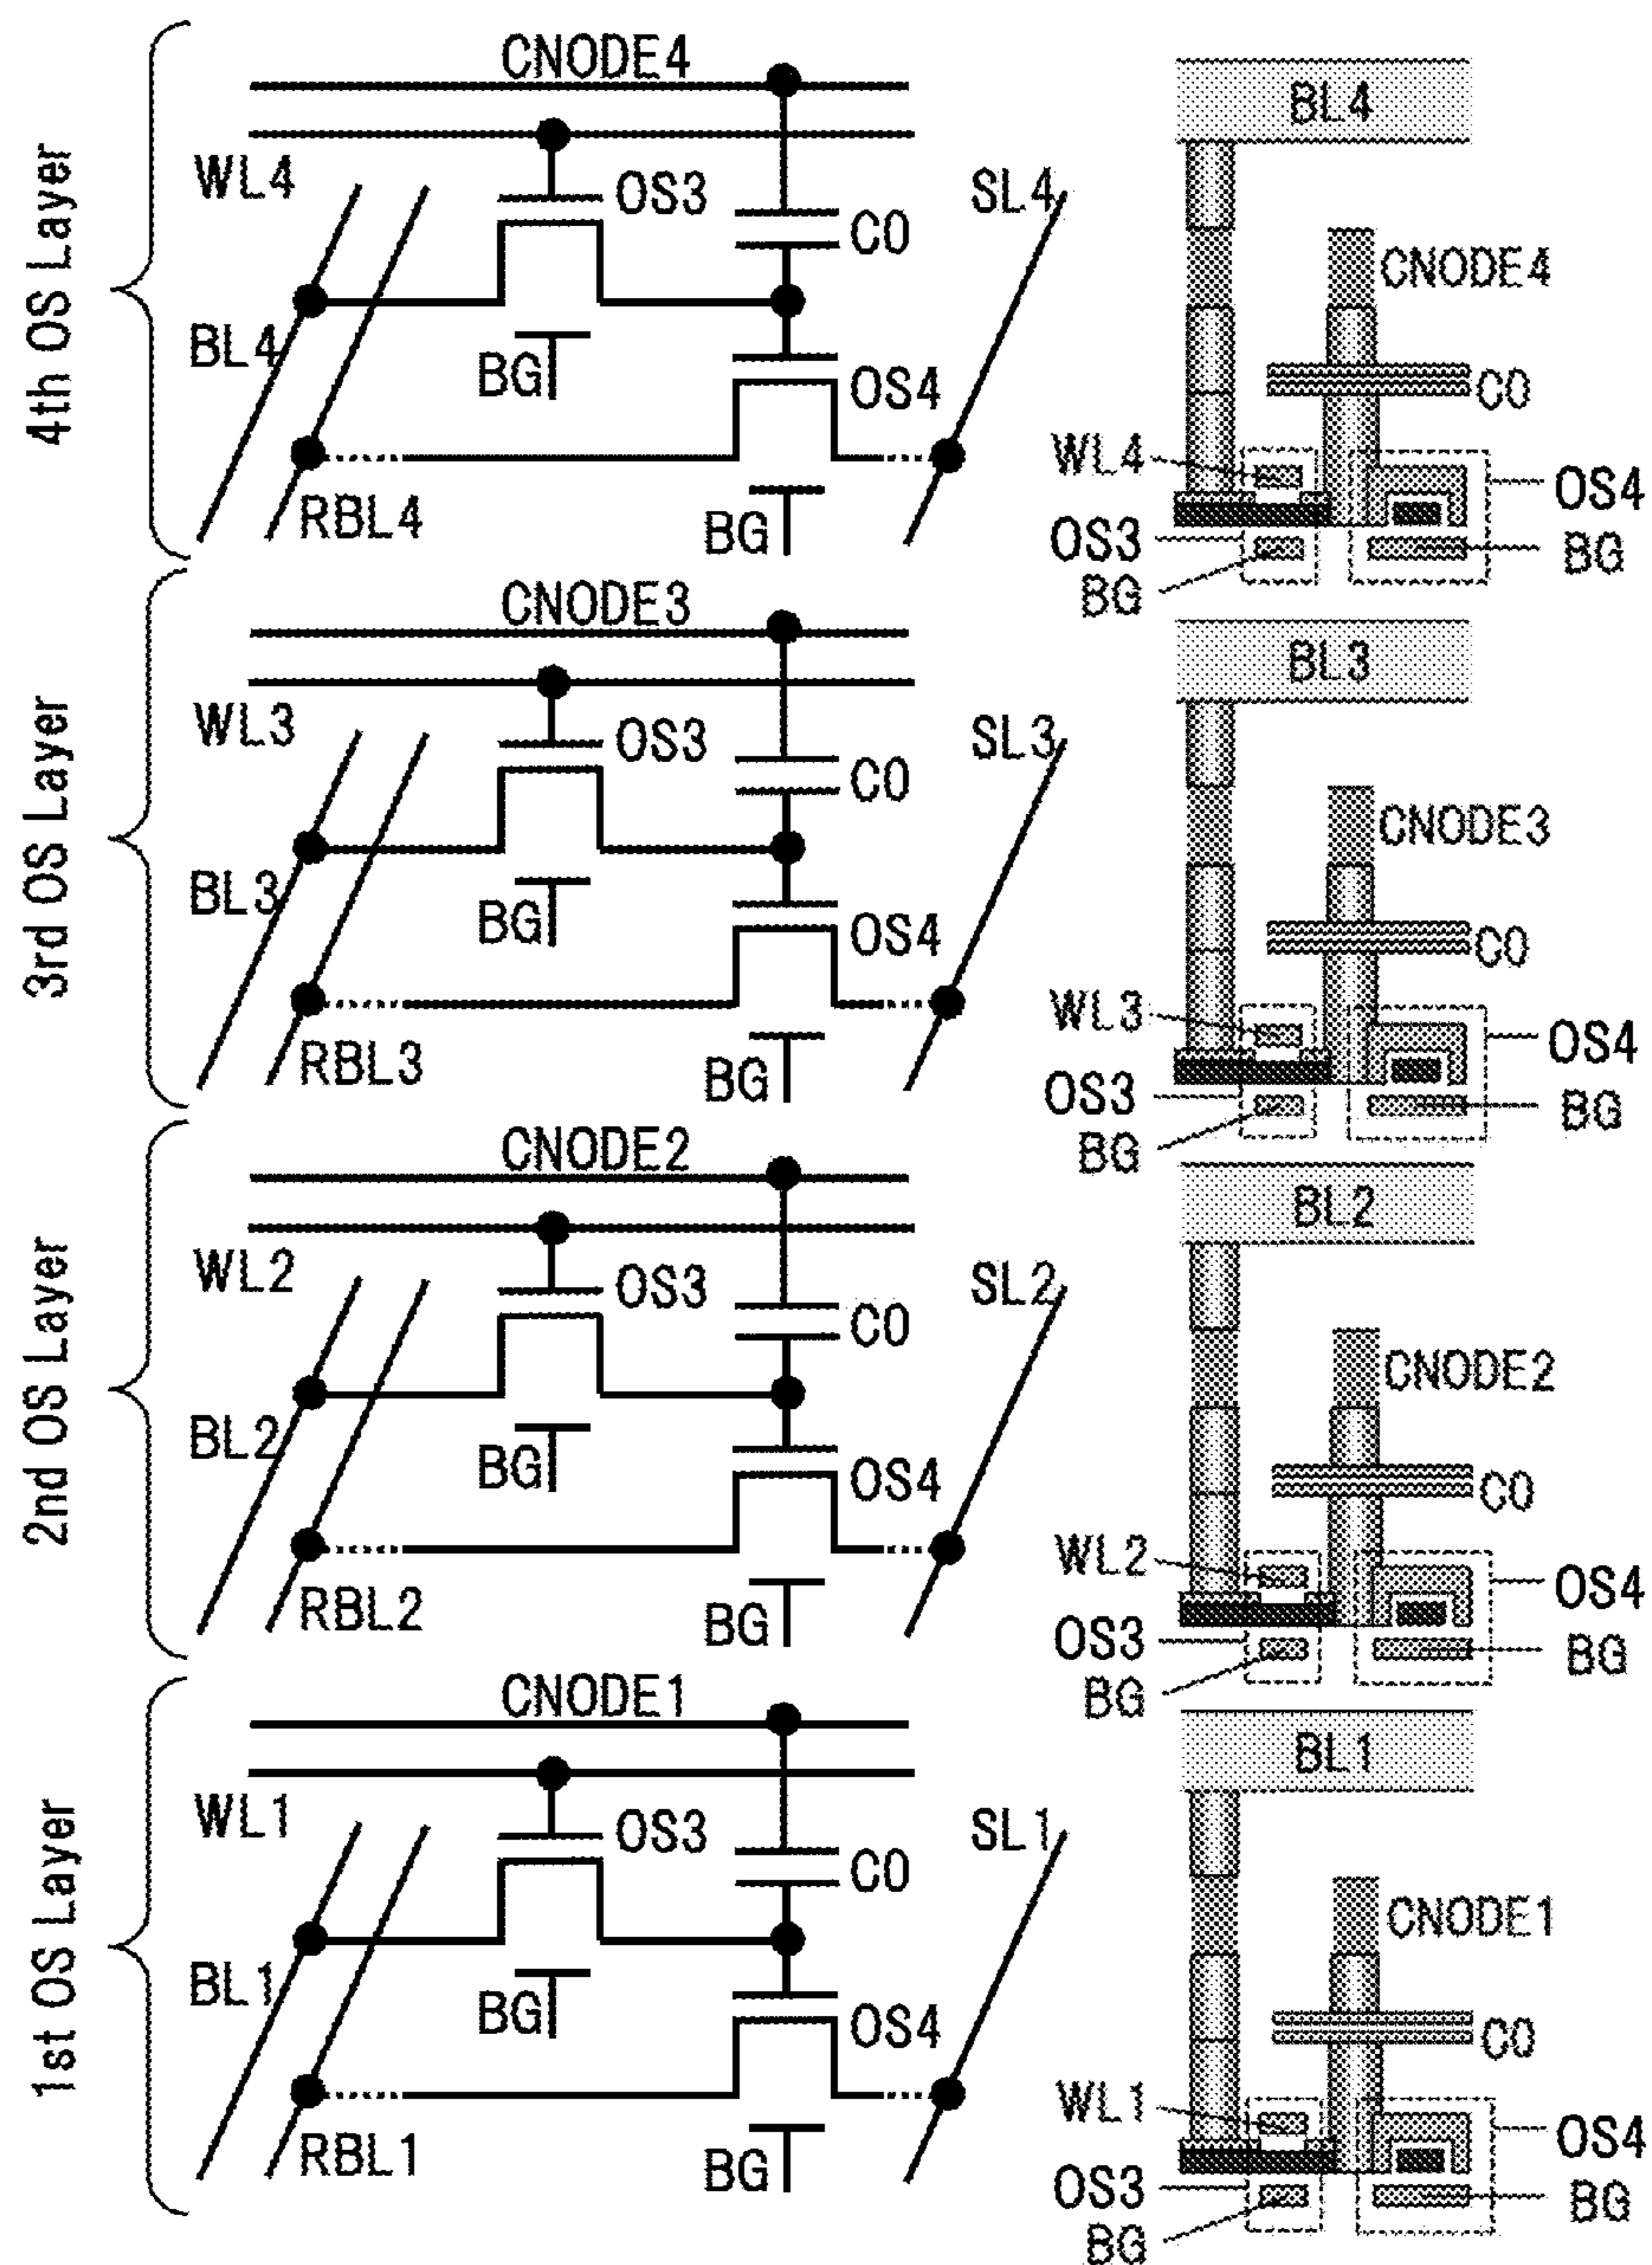 4th OS Layer
CNODE4
WL4
OS3
SL4
C0
BL4
BG
OS4
RBL4
BG
BL4
CNODE4
C0
WL4
OS4
OS3
BG
BG
3rd OS Layer
CNODE3
WL3
OS3
SL3
C0
BL3
BG
OS4
RBL3
BG
BL3
CNODE3
C0
WL3
OS4
OS3
BG
BG
2nd OS Layer
CNODE2
WL2
OS3
SL2
C0
BL2
BG
OS4
RBL2
BG
BL2
CNODE2
C0
WL2
OS4
OS3
BG
BG
1st OS Layer
CNODE1
WL1
OS3
SL1
C0
BL1
BG
OS4
RBL1
BG
BL1
CNODE1
C0
WL1
OS4
OS3
BG
BG